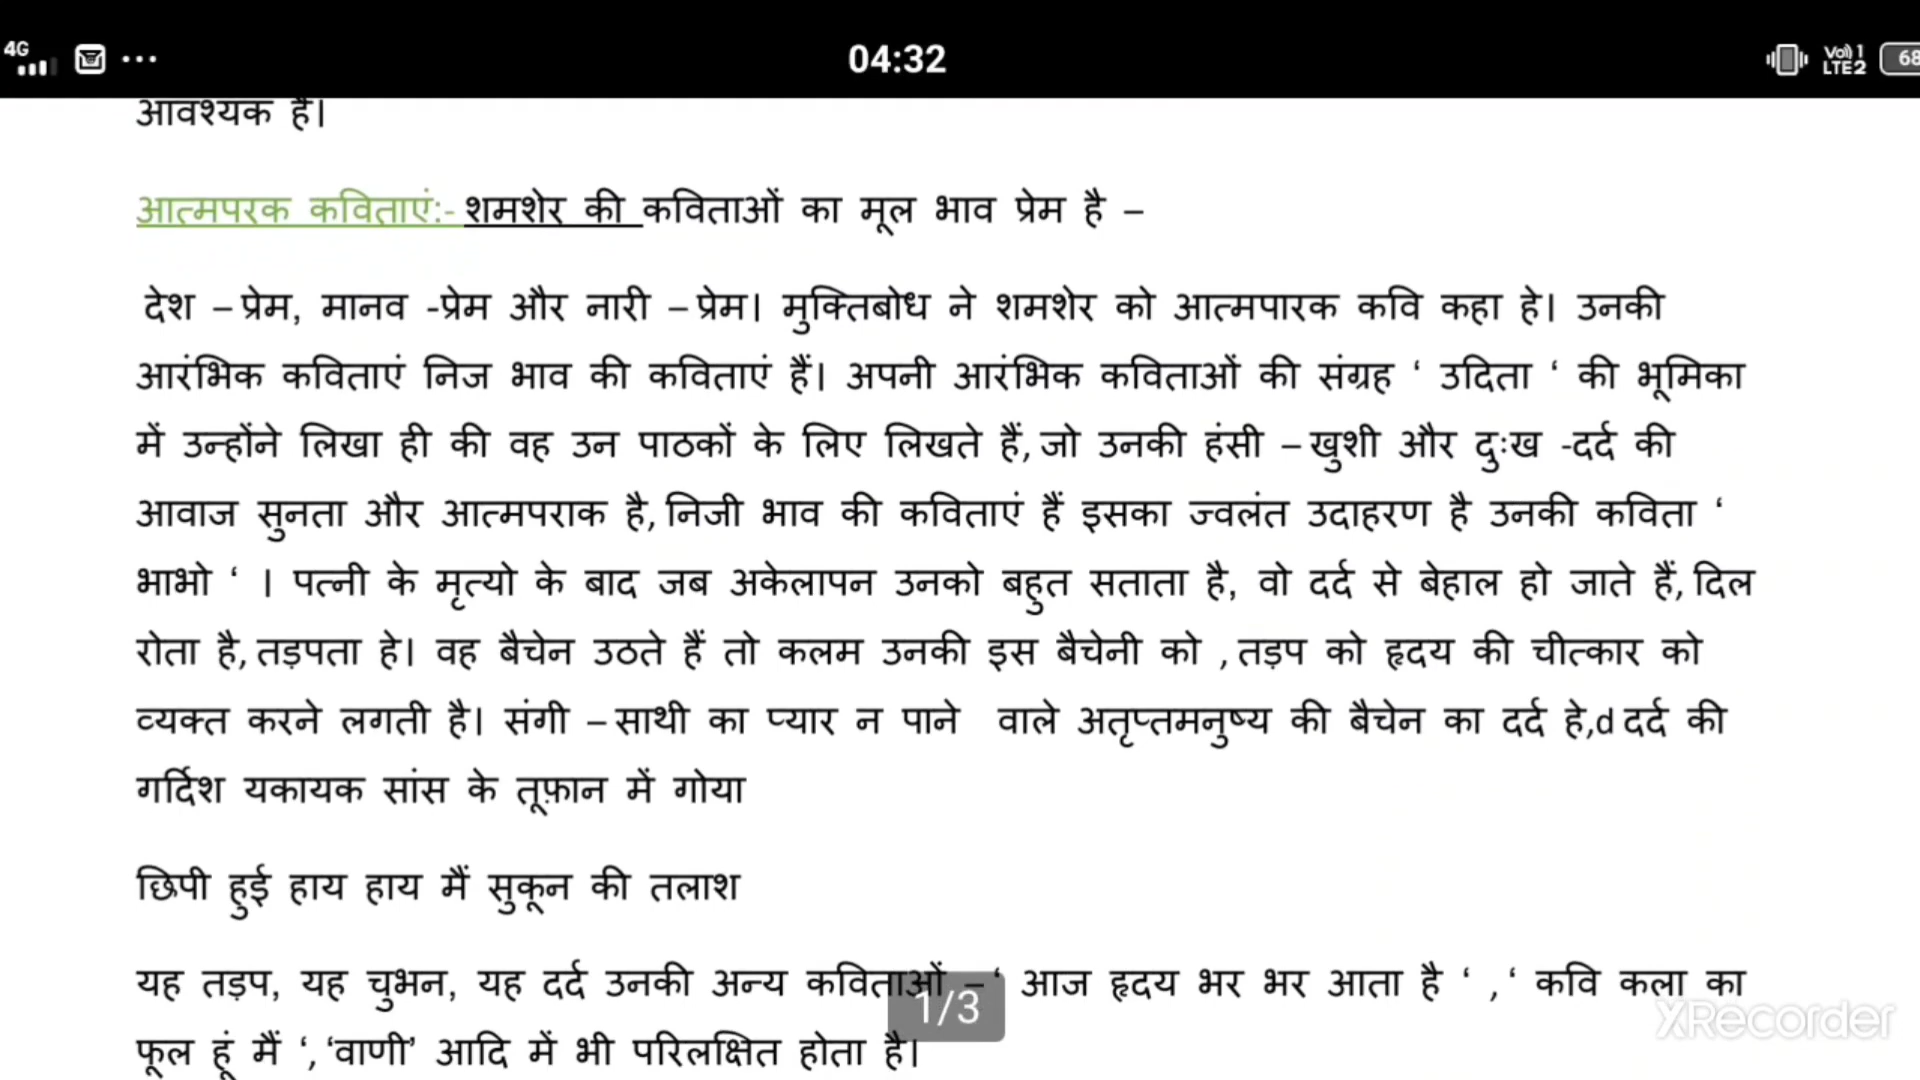 4G
04:32
Vo)) 1
LTE2
68
आवश्यक है।
आत्मपरक कविताएं:- शमशेर की कविताओं का मूल भाव प्रेम है –
देश – प्रेम, मानव -प्रेम और नारी – प्रेम। मुक्तिबोध ने शमशेर को आत्मपारक कवि कहा हे। उनकी
आरंभिक कविताएं निज भाव की कविताएं हैं। अपनी आरंभिक कविताओं की संग्रह ‘ उदिता ‘ की भूमिका
में उन्होंने लिखा ही की वह उन पाठकों के लिए लिखते हैं, जो उनकी हंसी – खुशी और दुःख -दर्द की
आवाज सुनता और आत्मपराक है, निजी भाव की कविताएं हैं इसका ज्वलंत उदाहरण है उनकी कविता ‘
भाभो ‘ । पत्नी के मृत्यो के बाद जब अकेलापन उनको बहुत सताता है, वो दर्द से बेहाल हो जाते हैं, दिल
रोता है, तड़पता हे। वह बैचेन उठते हैं तो कलम उनकी इस बैचेनी को , तड़प को हृदय की चीत्कार को
व्यक्त करने लगती है। संगी – साथी का प्यार न पाने वाले अतृप्तमनुष्य की बैचेन का दर्द हे,d दर्द की
गर्दिश यकायक सांस के तूफ़ान में गोया
छिपी हुई हाय हाय मैं सुकून की तलाश
यह तड़प, यह चुभन, यह दर्द उनकी अन्य कविताओं – ‘ आज हृदय भर भर आता है ‘ , ‘ कवि कला का
फूल हूं मैं ‘, ‘वाणी’ आदि में भी परिलक्षित होता है।
1/3
XRecorder